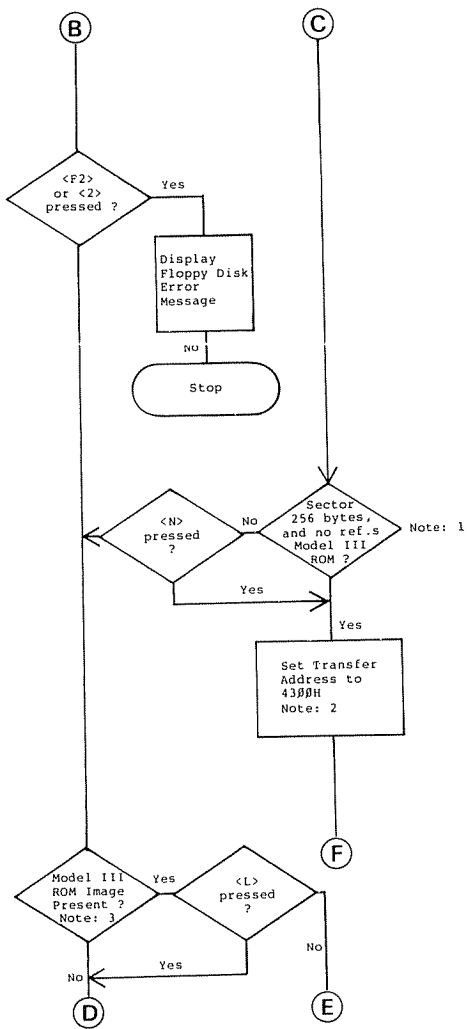 B
C
<F2>
or <2>
pressed ?
Yes
Display
Floppy Disk
Error
Message
No
Stop
Sector
256 bytes,
and no ref.s
Model III
ROM ?
Note: 1
No
<N>
pressed
?
Yes
Yes
Set Transfer
Address to
43ØØH
Note: 2
F
Model III
ROM Image
Present ?
Note: 3
Yes
<L>
pressed
?
No
Yes
No
D
E